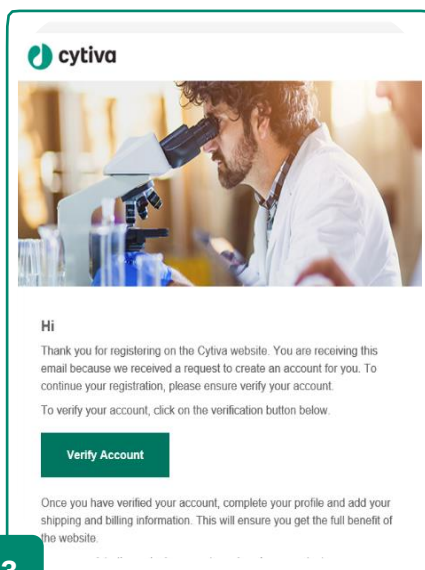 cytiva
Hi
Thank you for registering on the Cytiva website. You are receiving this
email because we received a request to create an account for you. To
continue your registration, please ensure verify your account.
To verify your account, click on the verification button below.
Verify Account
Once you have verified your account, complete your profile and add your
shipping and billing information. This will ensure you get the full benefit of
the website.
3